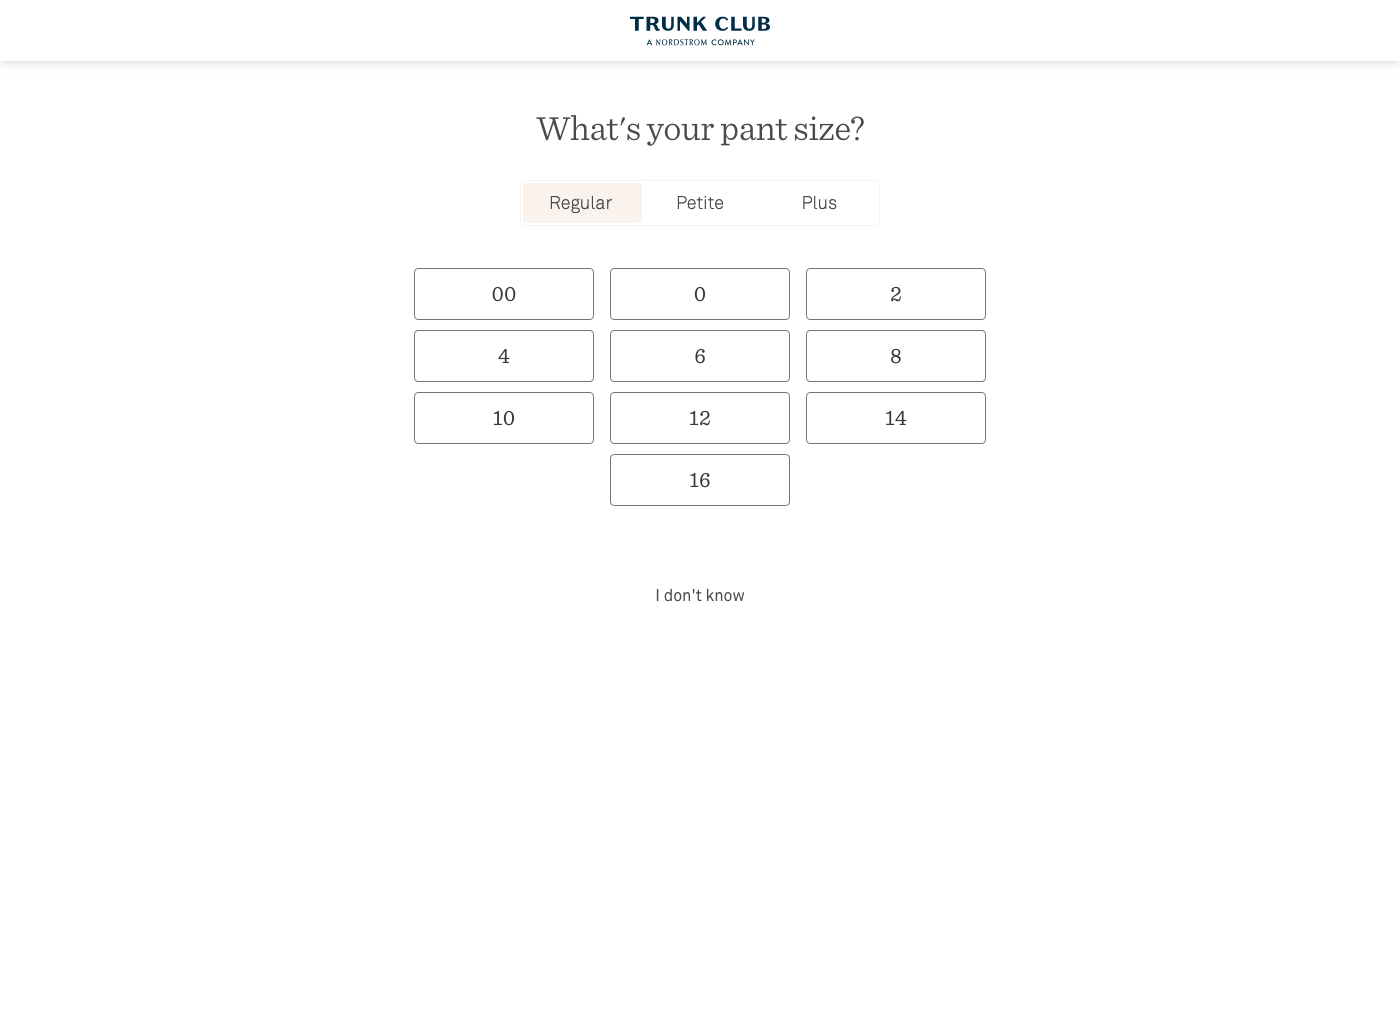 TRUNK CLUB
A NORDSTROM COMPANY
What's your pant size?
Regular Petite Plus
00 0 2
4 6 8
10 12 14
16
I don't know